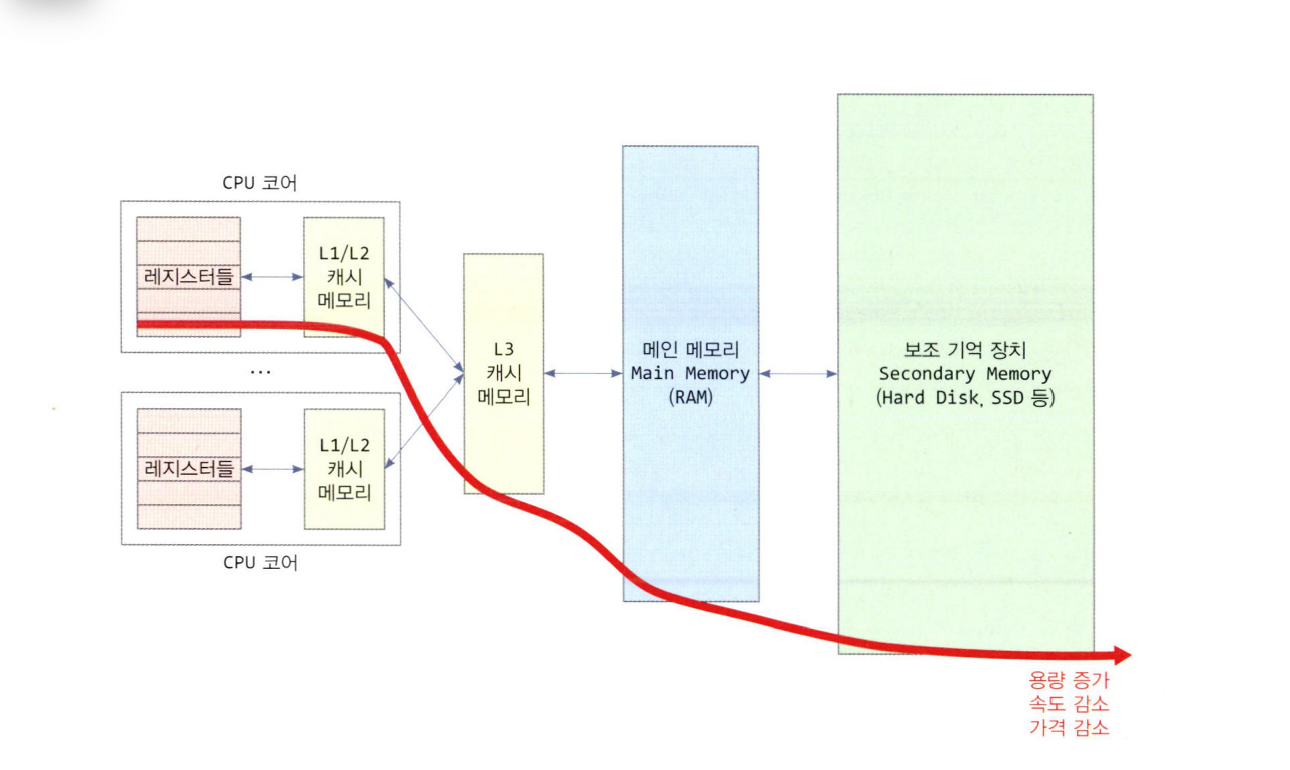 CPU 코어
레지스터들
L1/L2
캐시
메모리
...
레지스터들
L1/L2
캐시
메모리
CPU 코어
L3
캐시
메모리
메인 메모리
Main Memory
(RAM)
보조 기억 장치
Secondary Memory
(Hard Disk, SSD 등)
용량 증가
속도 감소
가격 감소